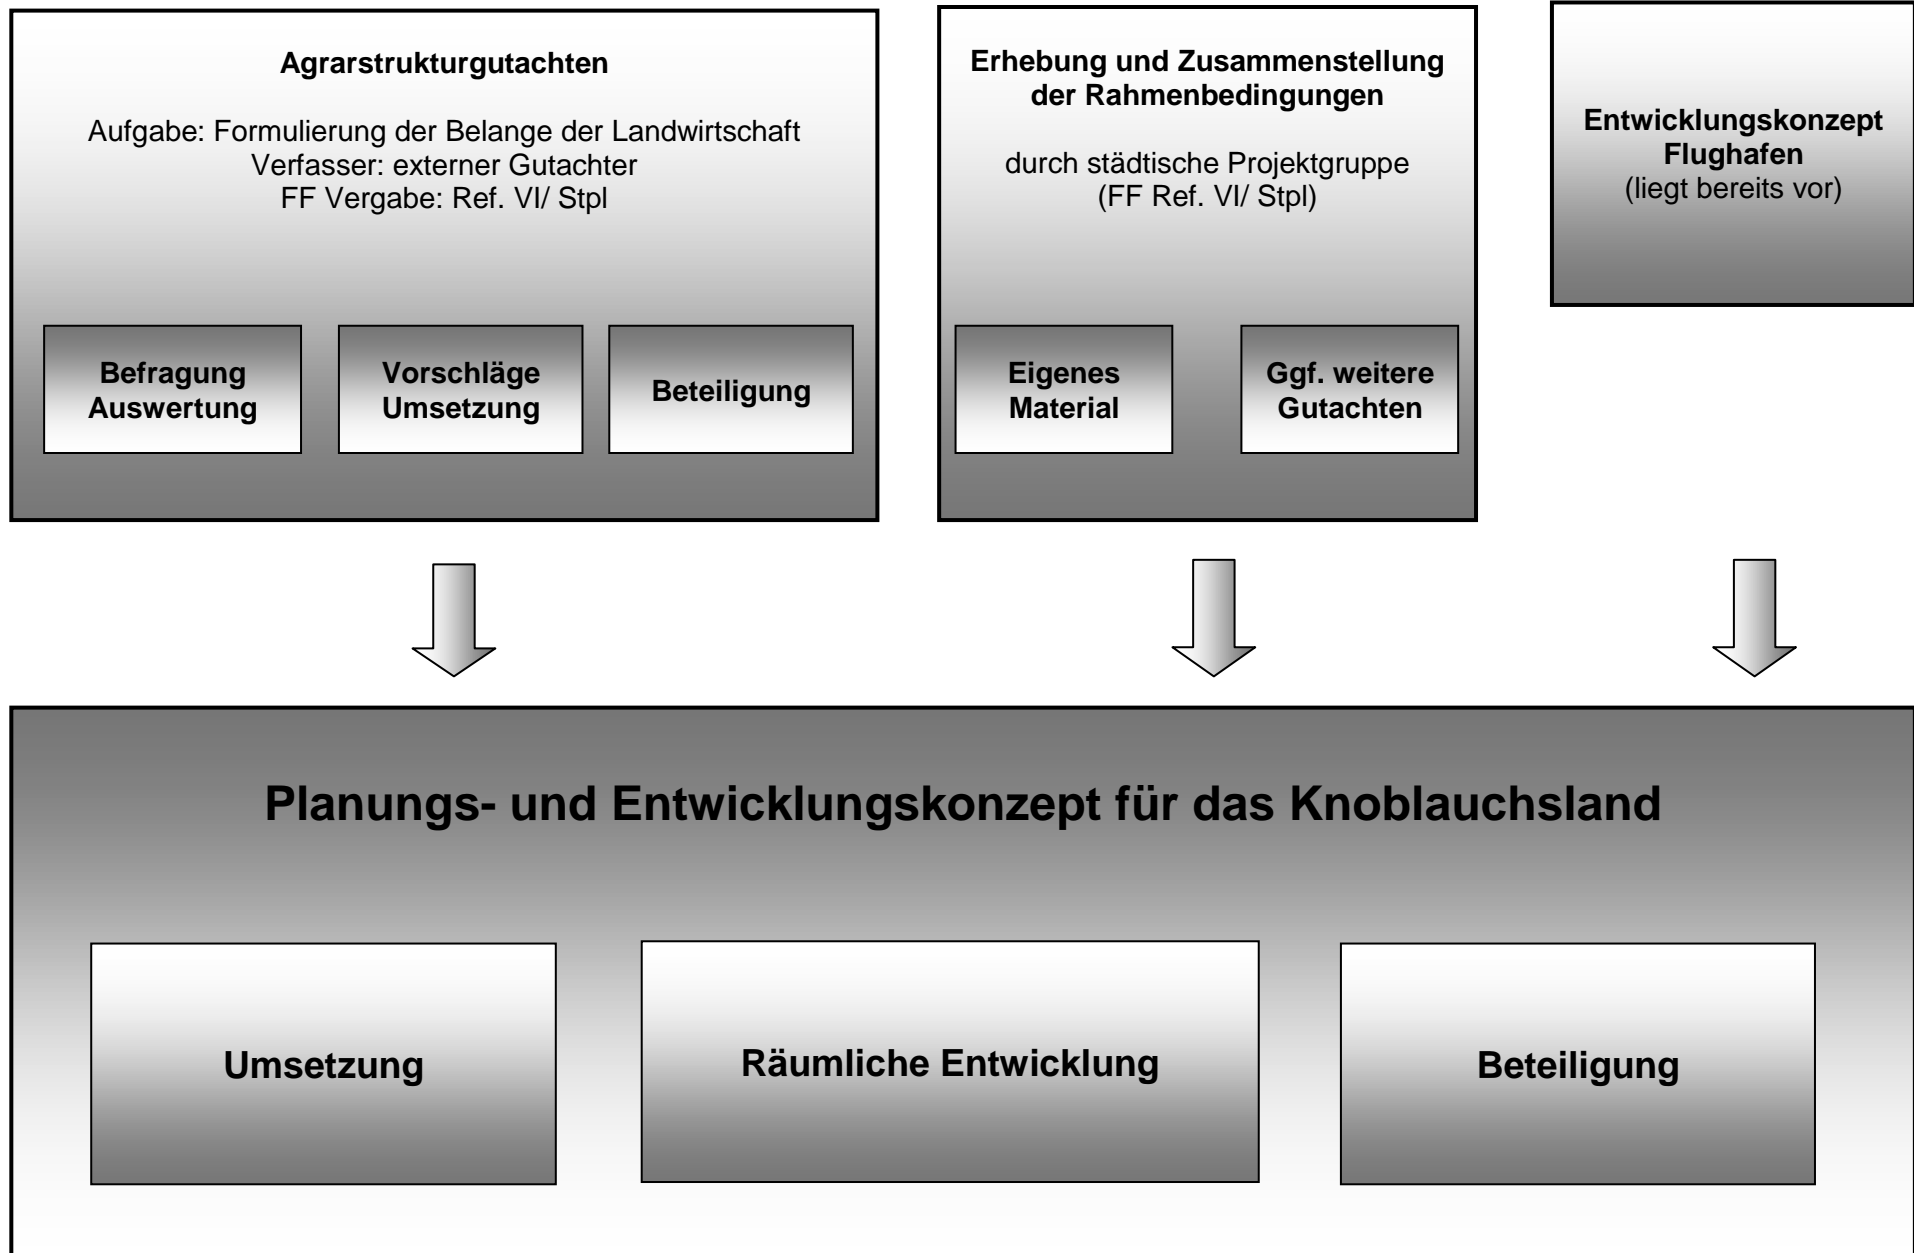 Agrarstrukturgutachten
Aufgabe: Formulierung der Belange der Landwirtschaft
Verfasser: externer Gutachter
FF Vergabe: Ref. VI/ Stpl
Befragung
Auswertung
Vorschläge
Umsetzung
Beteiligung
Erhebung und Zusammenstellung
der Rahmenbedingungen
durch städtische Projektgruppe
(FF Ref. VI/ Stpl)
Eigenes
Material
Ggf. weitere
Gutachten
Entwicklungskonzept
Flughafen
(liegt bereits vor)
Planungs- und Entwicklungskonzept für das Knoblauchsland
Umsetzung
Räumliche Entwicklung
Beteiligung